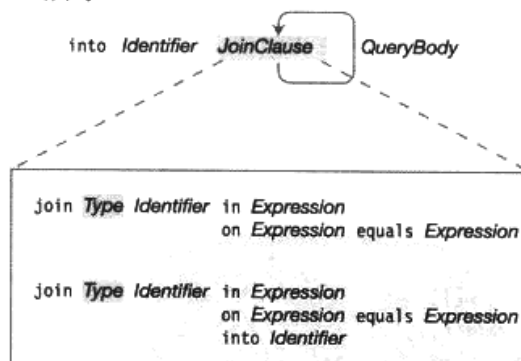 into Identifier JoinClause QueryBody
join Type Identifier in Expression
on Expression equals Expression
join Type Identifier in Expression
on Expression equals Expression
into Identifier